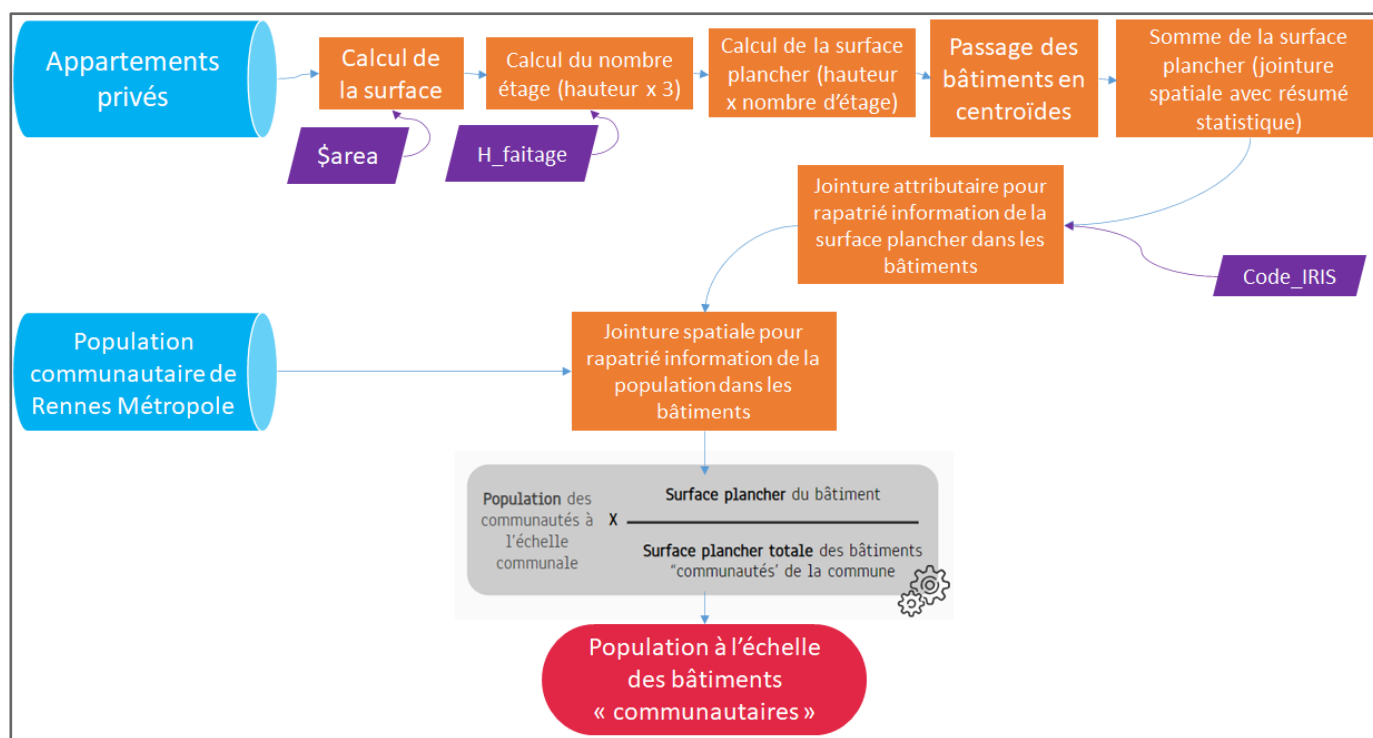 Appartements
privés
Calcul de
la surface
Calcul du nombre
étage (hauteur x 3)
Calcul de la surface
plancher (hauteur
x nombre d'étage)
Passage des
bâtiments en
centroïdes
Somme de la surface
plancher (jointure
spatiale avec résumé
statistique)
$area
H_faitage
Jointure attributaire pour
rapatrié information de la
surface plancher dans les
bâtiments
Code_IRIS
Population
communautaire de
Rennes Métropole
Jointure spatiale pour
rapatrié information de la
population dans les
bâtiments
Population des
communautés à
l'échelle
communale
X
Surface plancher du bâtiment
Surface plancher totale des bâtiments
"communautés' de la commune
Population à l'échelle
des bâtiments
« communautaires »